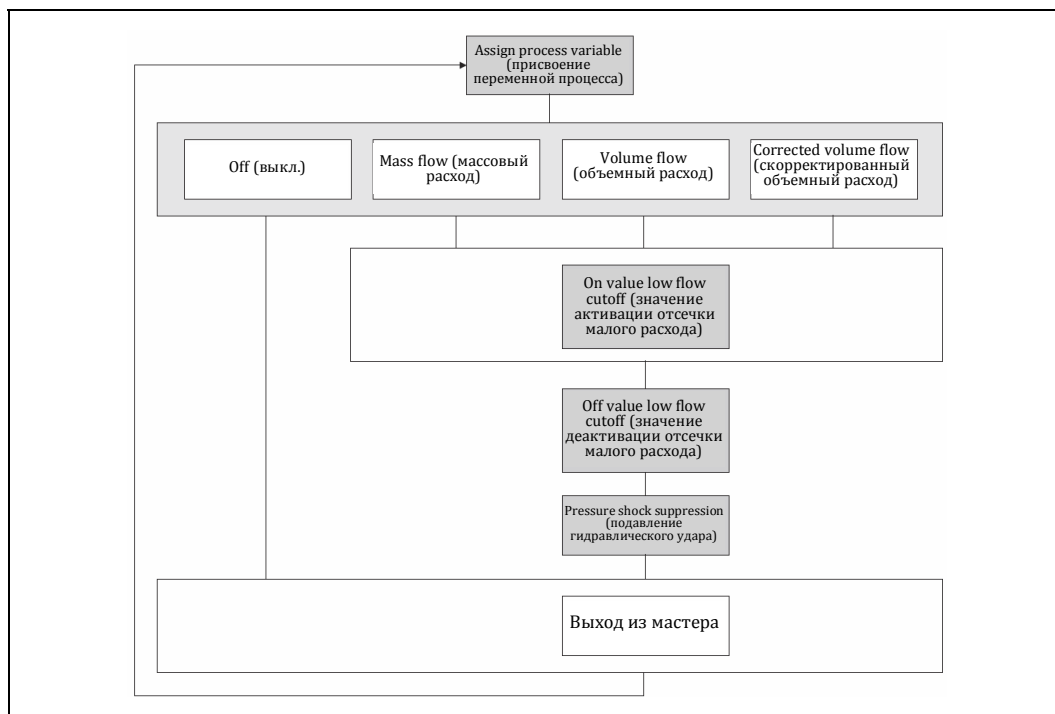 Assign process variable
(присвоение
переменной процесса)
Off (выкл.)
Mass flow (массовый
расход)
Volume flow
(объемный расход)
Corrected volume flow
(скорректированный
объемный расход)
On value low flow
cutoff (значение
активации отсечки
малого расхода)
Off value low flow
cutoff (значение
деактивации отсечки
малого расхода)
Pressure shock suppression
(подавление
гидравлического удара)
Выход из мастера